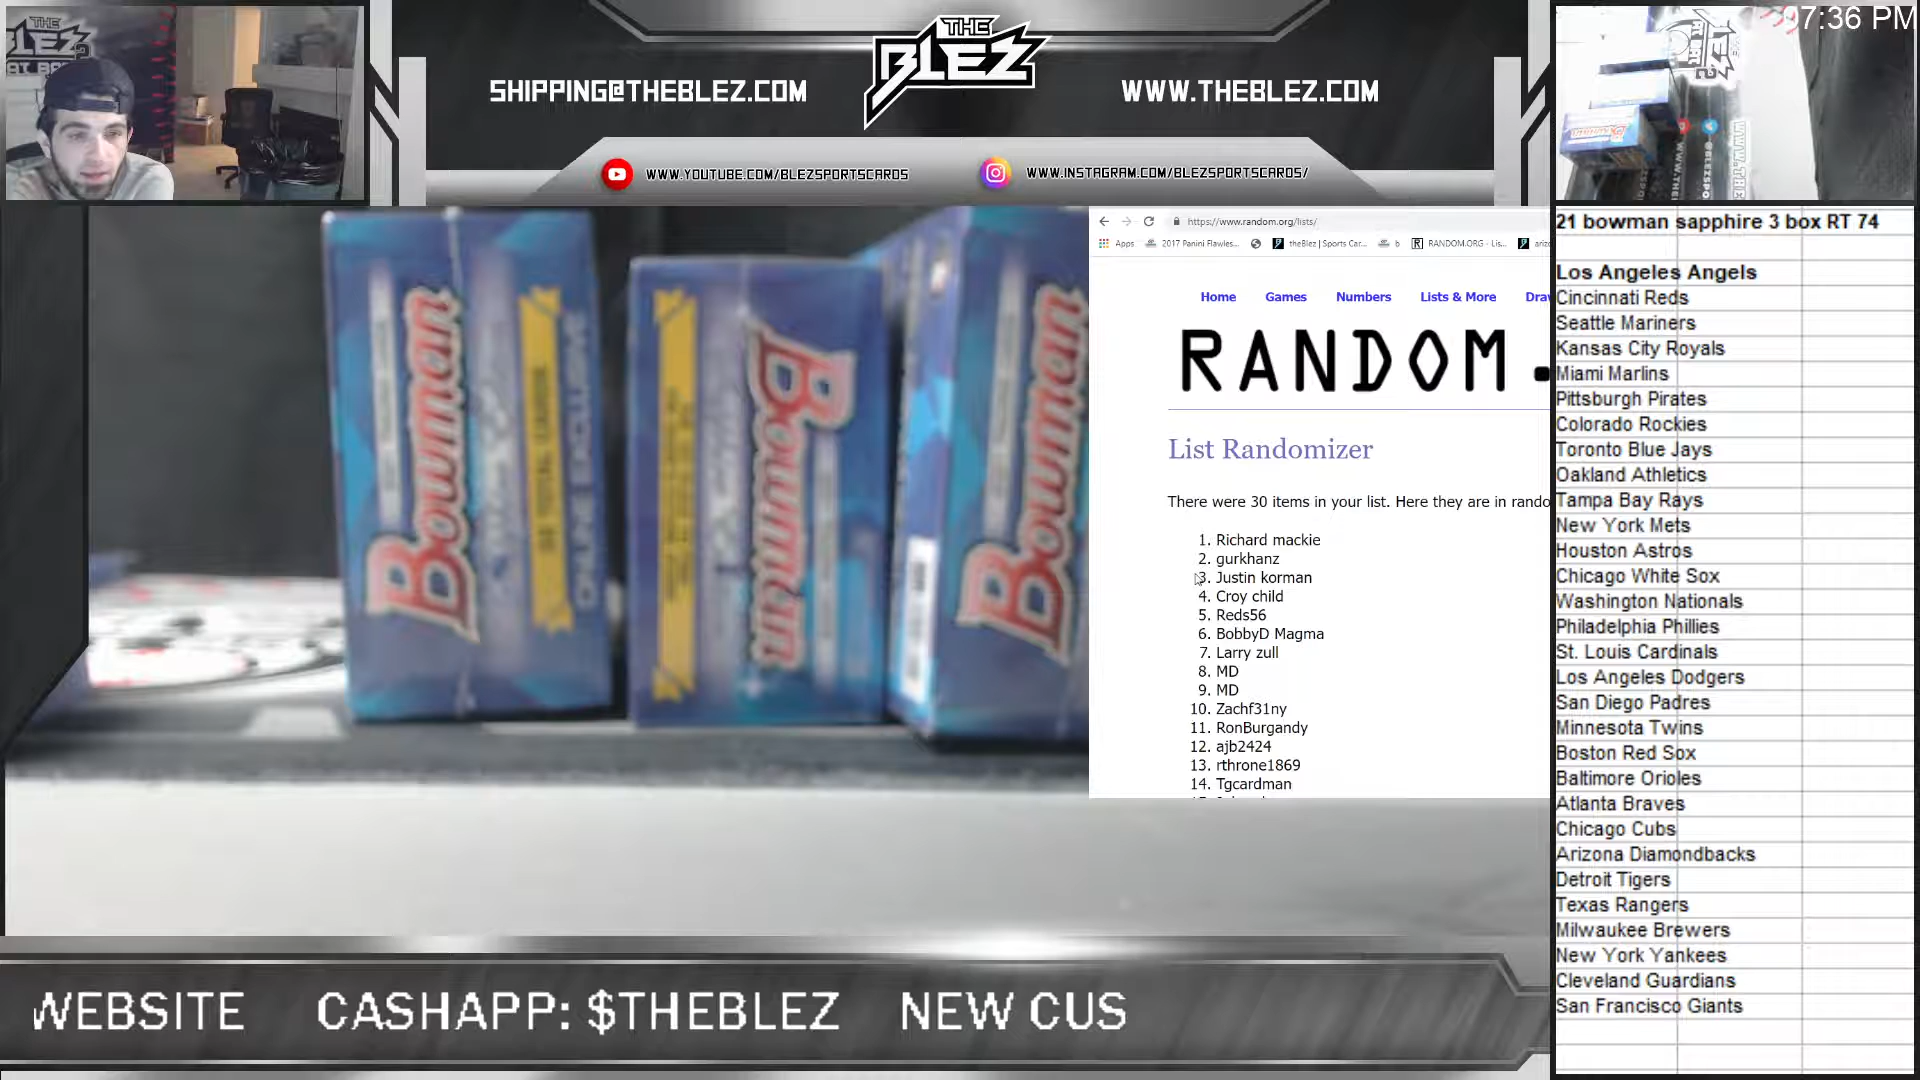 THE
BLEZ
SHIPPING@THEBLEZ.COM
WWW.THEBLEZ.COM
WWW.YOUTUBE.COM/BLEZSPORTSCARDS
WWW.INSTAGRAM.COM/BLEZSPORTSCARDS/
7:36 PM
Bowman
ONLINE EXCLUSIVE
Bowman
Bowman
https://www.random.org/lists/
Apps
2017 Panini Flawles...
theBlez | Sports Car...
b
RANDOM.ORG - Lis...
Home
Games
Numbers
Lists & More
RANDOM.
List Randomizer
There were 30 items in your list. Here they are in
1. Richard mackie
2. gurkhanz
3. Justin korman
4. Croy child
5. Reds56
6. BobbyD Magma
7. Larry zull
8. MD
9. MD
10. Zachf31ny
11. RonBurgandy
12. ajb2424
13. rthrone1869
14. Tgcardman
21 bowman sapphire 3 box RT 74
Los Angeles Angels
Cincinnati Reds
Seattle Mariners
Kansas City Royals
Miami Marlins
Pittsburgh Pirates
Colorado Rockies
Toronto Blue Jays
Oakland Athletics
Tampa Bay Rays
New York Mets
Houston Astros
Chicago White Sox
Washington Nationals
Philadelphia Phillies
St. Louis Cardinals
Los Angeles Dodgers
San Diego Padres
Minnesota Twins
Boston Red Sox
Baltimore Orioles
Atlanta Braves
Chicago Cubs
Arizona Diamondbacks
Detroit Tigers
Texas Rangers
Milwaukee Brewers
New York Yankees
Cleveland Guardians
San Francisco Giants
WEBSITE CASHAPP: $THEBLEZ NEW CUS